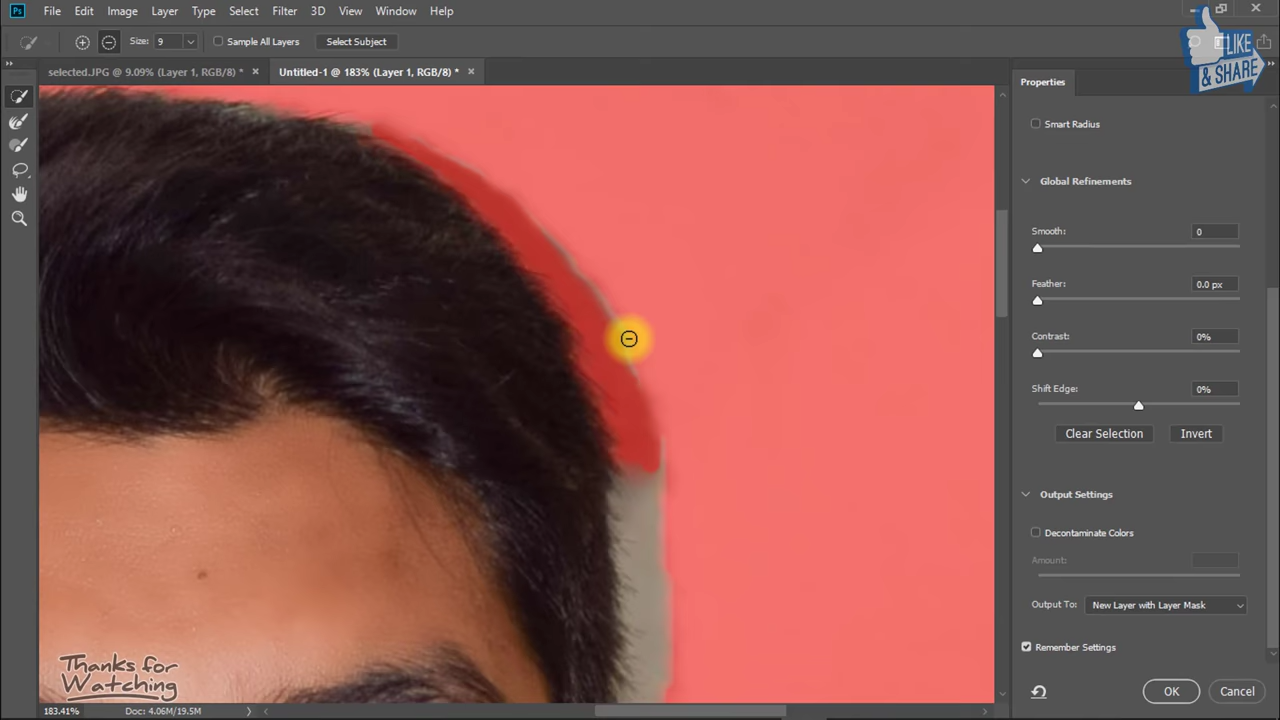 Ps File Edit Image Layer Type Select Filter 3D View Window Help
Size: 9 Sample All Layers Select Subject
LIKE
& SHARE
selected.JPG @ 9.09% (Layer 1, RGB/8) * Untitled-1 @ 183% (Layer 1, RGB/8) *
Properties
Smart Radius
Global Refinements
Smooth: 0
Feather: 0.0 px
Contrast: 0%
Shift Edge: 0%
Clear Selection Invert
Output Settings
Decontaminate Colors
Amount:
Output To: New Layer with Layer Mask
Remember Settings
Thanks for
Watching
OK Cancel
183.41% Doc: 4.06M/19.5M